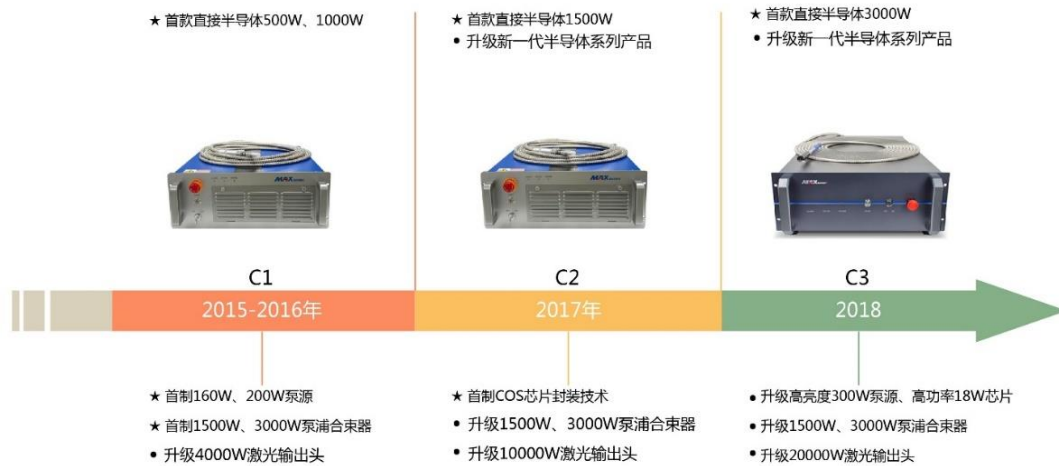 ★ 首款直接半导体500W、1000W
★ 首款直接半导体1500W
• 升级新一代半导体系列产品
★ 首款直接半导体3000W
• 升级新一代半导体系列产品
MAX
MAX
MAX
C1
C2
C3
2015-2016年
2017年
2018
★ 首制160W、200W泵源
★ 首制1500W、3000W泵浦合束器
• 升级4000W激光输出头
★ 首制COS芯片封装技术
• 升级1500W、3000W泵浦合束器
• 升级10000W激光输出头
• 升级高亮度300W泵源、高功率18W芯片
• 升级1500W、3000W泵浦合束器
• 升级20000W激光输出头